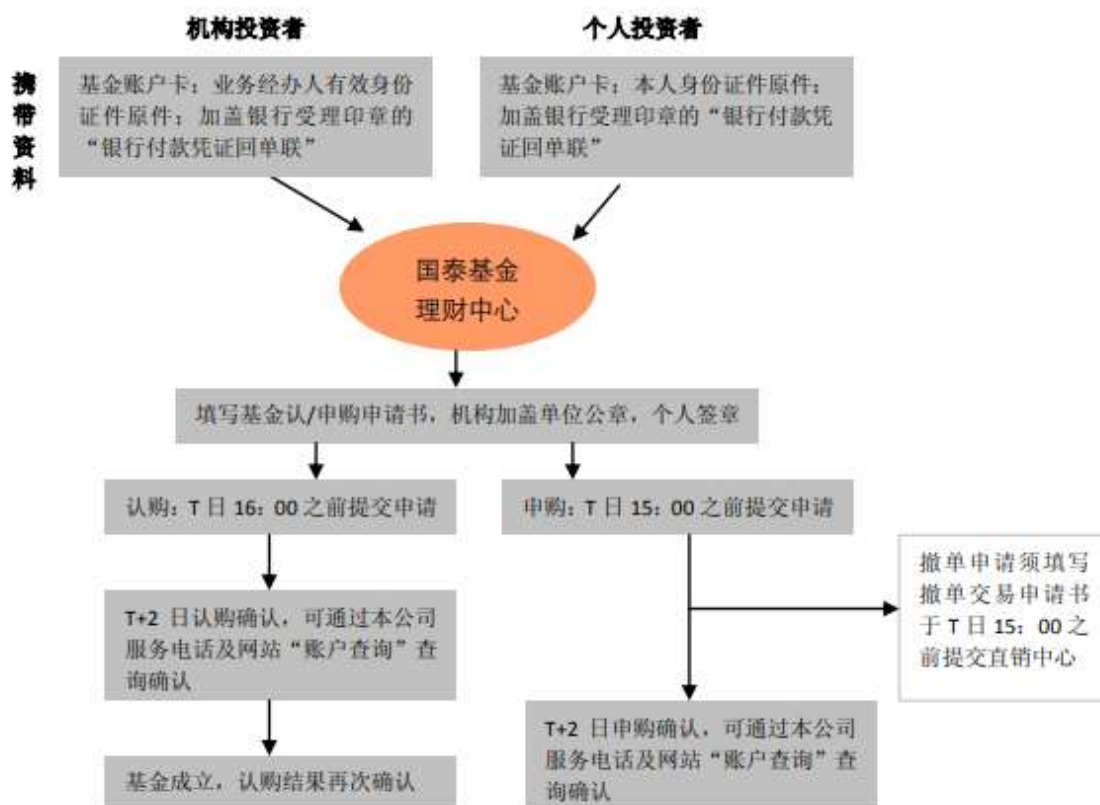 机构投资者
个人投资者
携带资料
基金账户卡；业务经办人有效身份
证件原件；加盖银行受理印章的
“银行付款凭证回单联”
基金账户卡；本人身份证件原件；
加盖银行受理印章的“银行付款凭
证回单联”
国泰基金
理财中心
填写基金认/申购申请书，机构加盖单位公章，个人签章
认购：T 日 16：00 之前提交申请
申购：T 日 15：00 之前提交申请
撤单申请须填写
撤单交易申请书
于 T 日 15：00 之
前提交直销中心
T+2 日认购确认，可通过本公司
服务电话及网站“账户查询”查
询确认
T+2 日申购确认，可通过本公司
服务电话及网站“账户查询”查
询确认
基金成立，认购结果再次确认